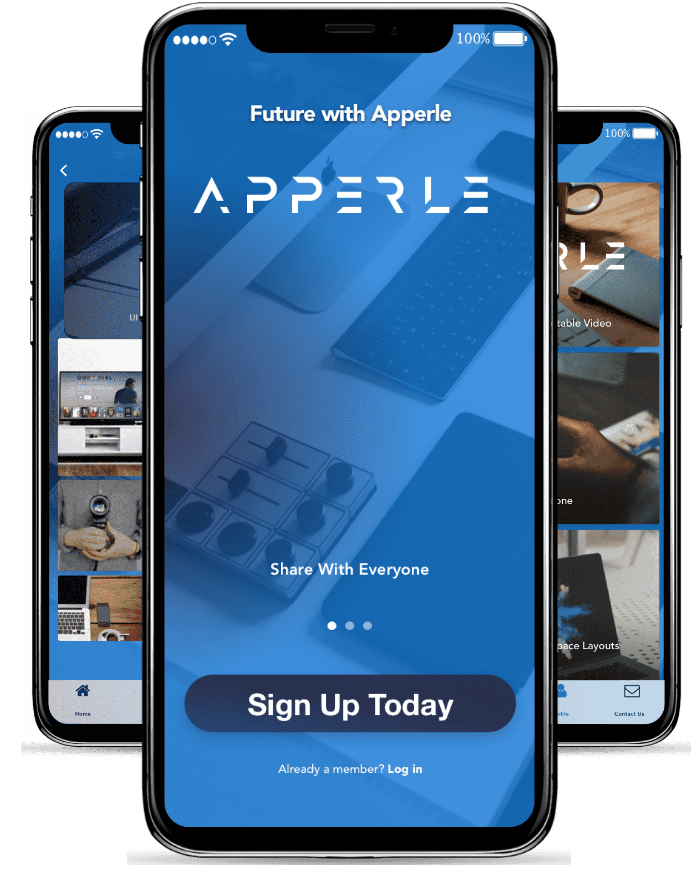 100%
Future with Apperle
APPERLE
Share With Everyone
Sign Up Today
Already a member? Log in
UI
Home
100%
RLE
table Video
one
pace Layouts
file
Contact Us